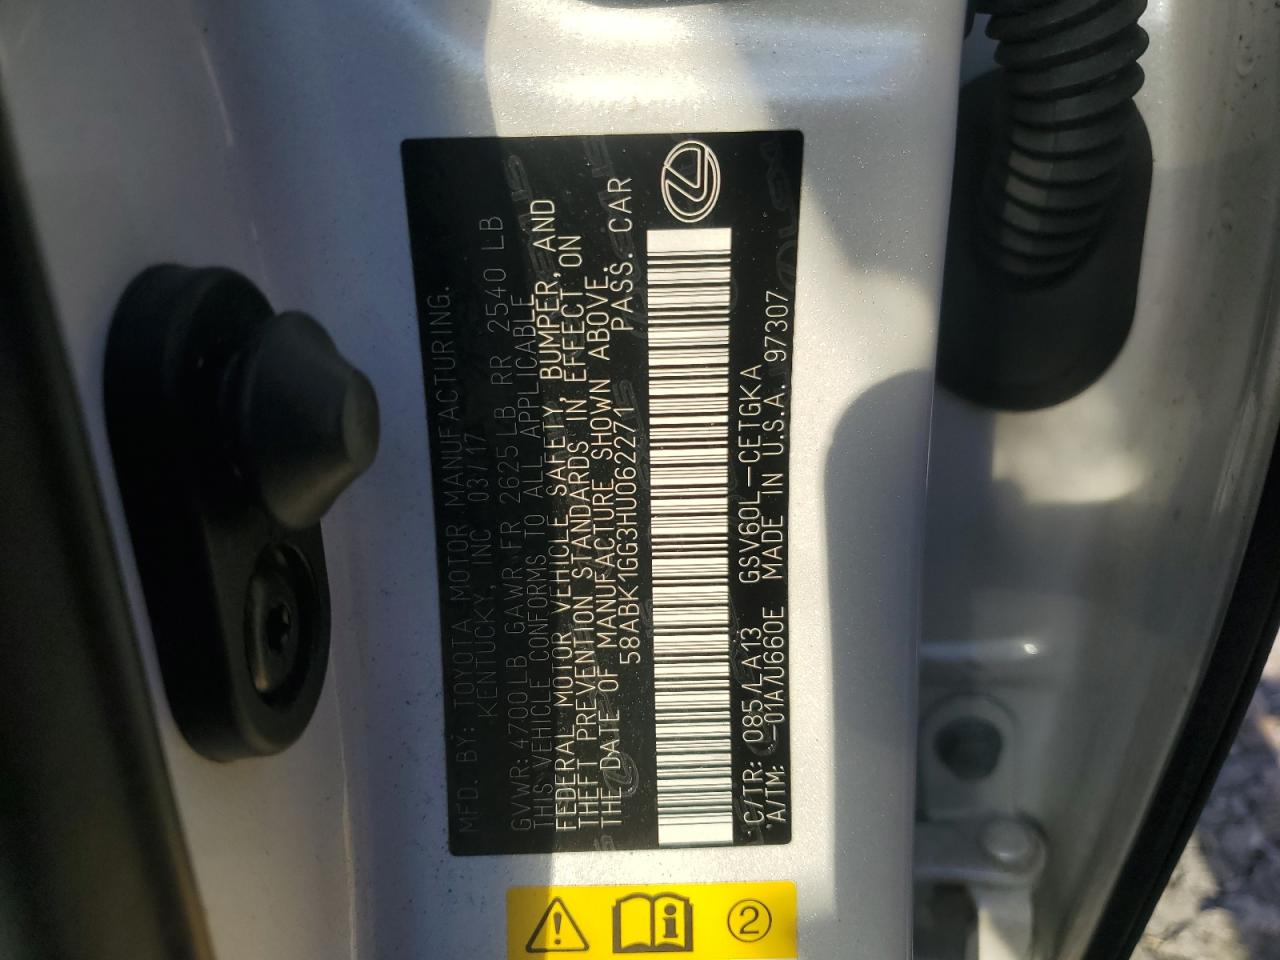 MFD. BY: TOYOTA MOTOR MANUFACTURING.
KENTUCKY, INC 03/17
GVWR: 4700 LB GAWR FR 2625 LB RR 2540 LB
THIS VEHICLE CONFORMS TO ALL APPLICABLE
FEDERAL MOTOR VEHICLE SAFETY, BUMPER, AND
THEFT PREVENTION STANDARDS IN EFFECT ON
THE DATE OF MANUFACTURE SHOWN ABOVE.
58ABK1GG3HU062271 PASS. CAR
C/TR: 085/LA13 GSV60L-CETGKA
A/TM: -01A/U660E MADE IN U.S.A. 97307
2